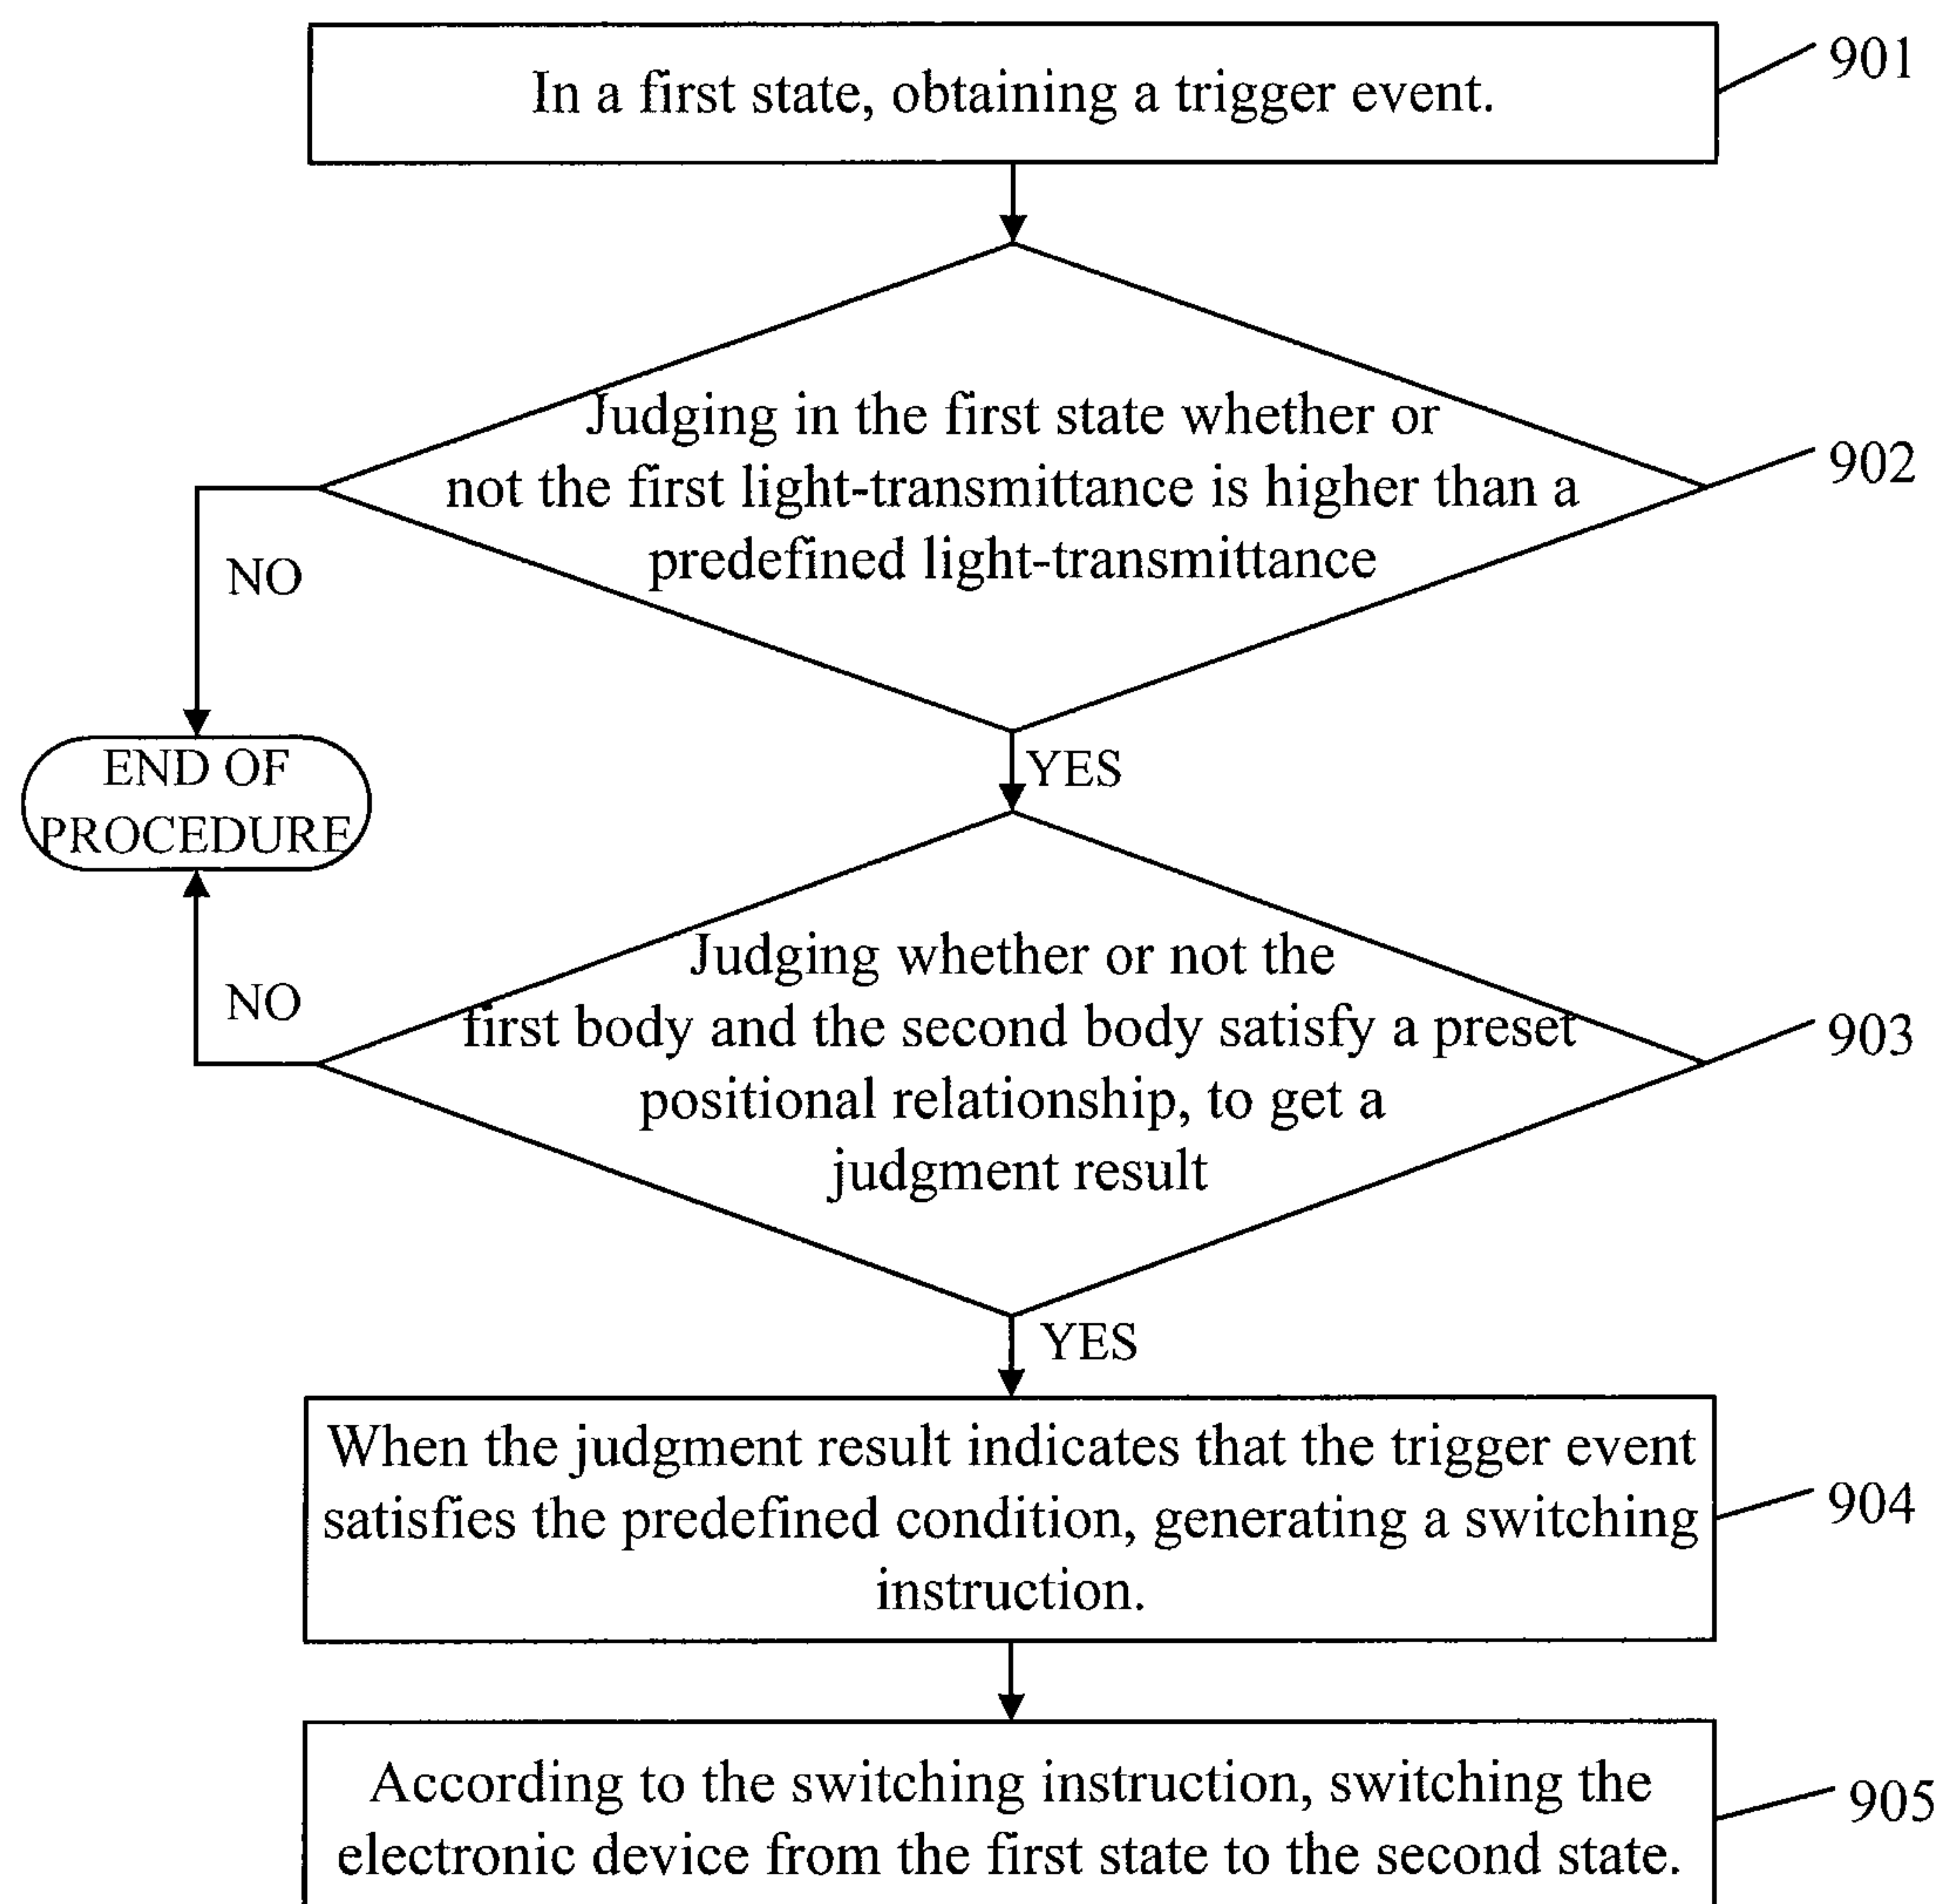 In a first state, obtaining a trigger event.
901
Judging in the first state whether or
not the first light-transmittance is higher than a
predefined light-transmittance
902
NO
YES
END OF
PROCEDURE
Judging whether or not the
first body and the second body satisfy a preset
positional relationship, to get a
judgment result
903
NO
YES
When the judgment result indicates that the trigger event
satisfies the predefined condition, generating a switching
instruction.
904
According to the switching instruction, switching the
electronic device from the first state to the second state.
905